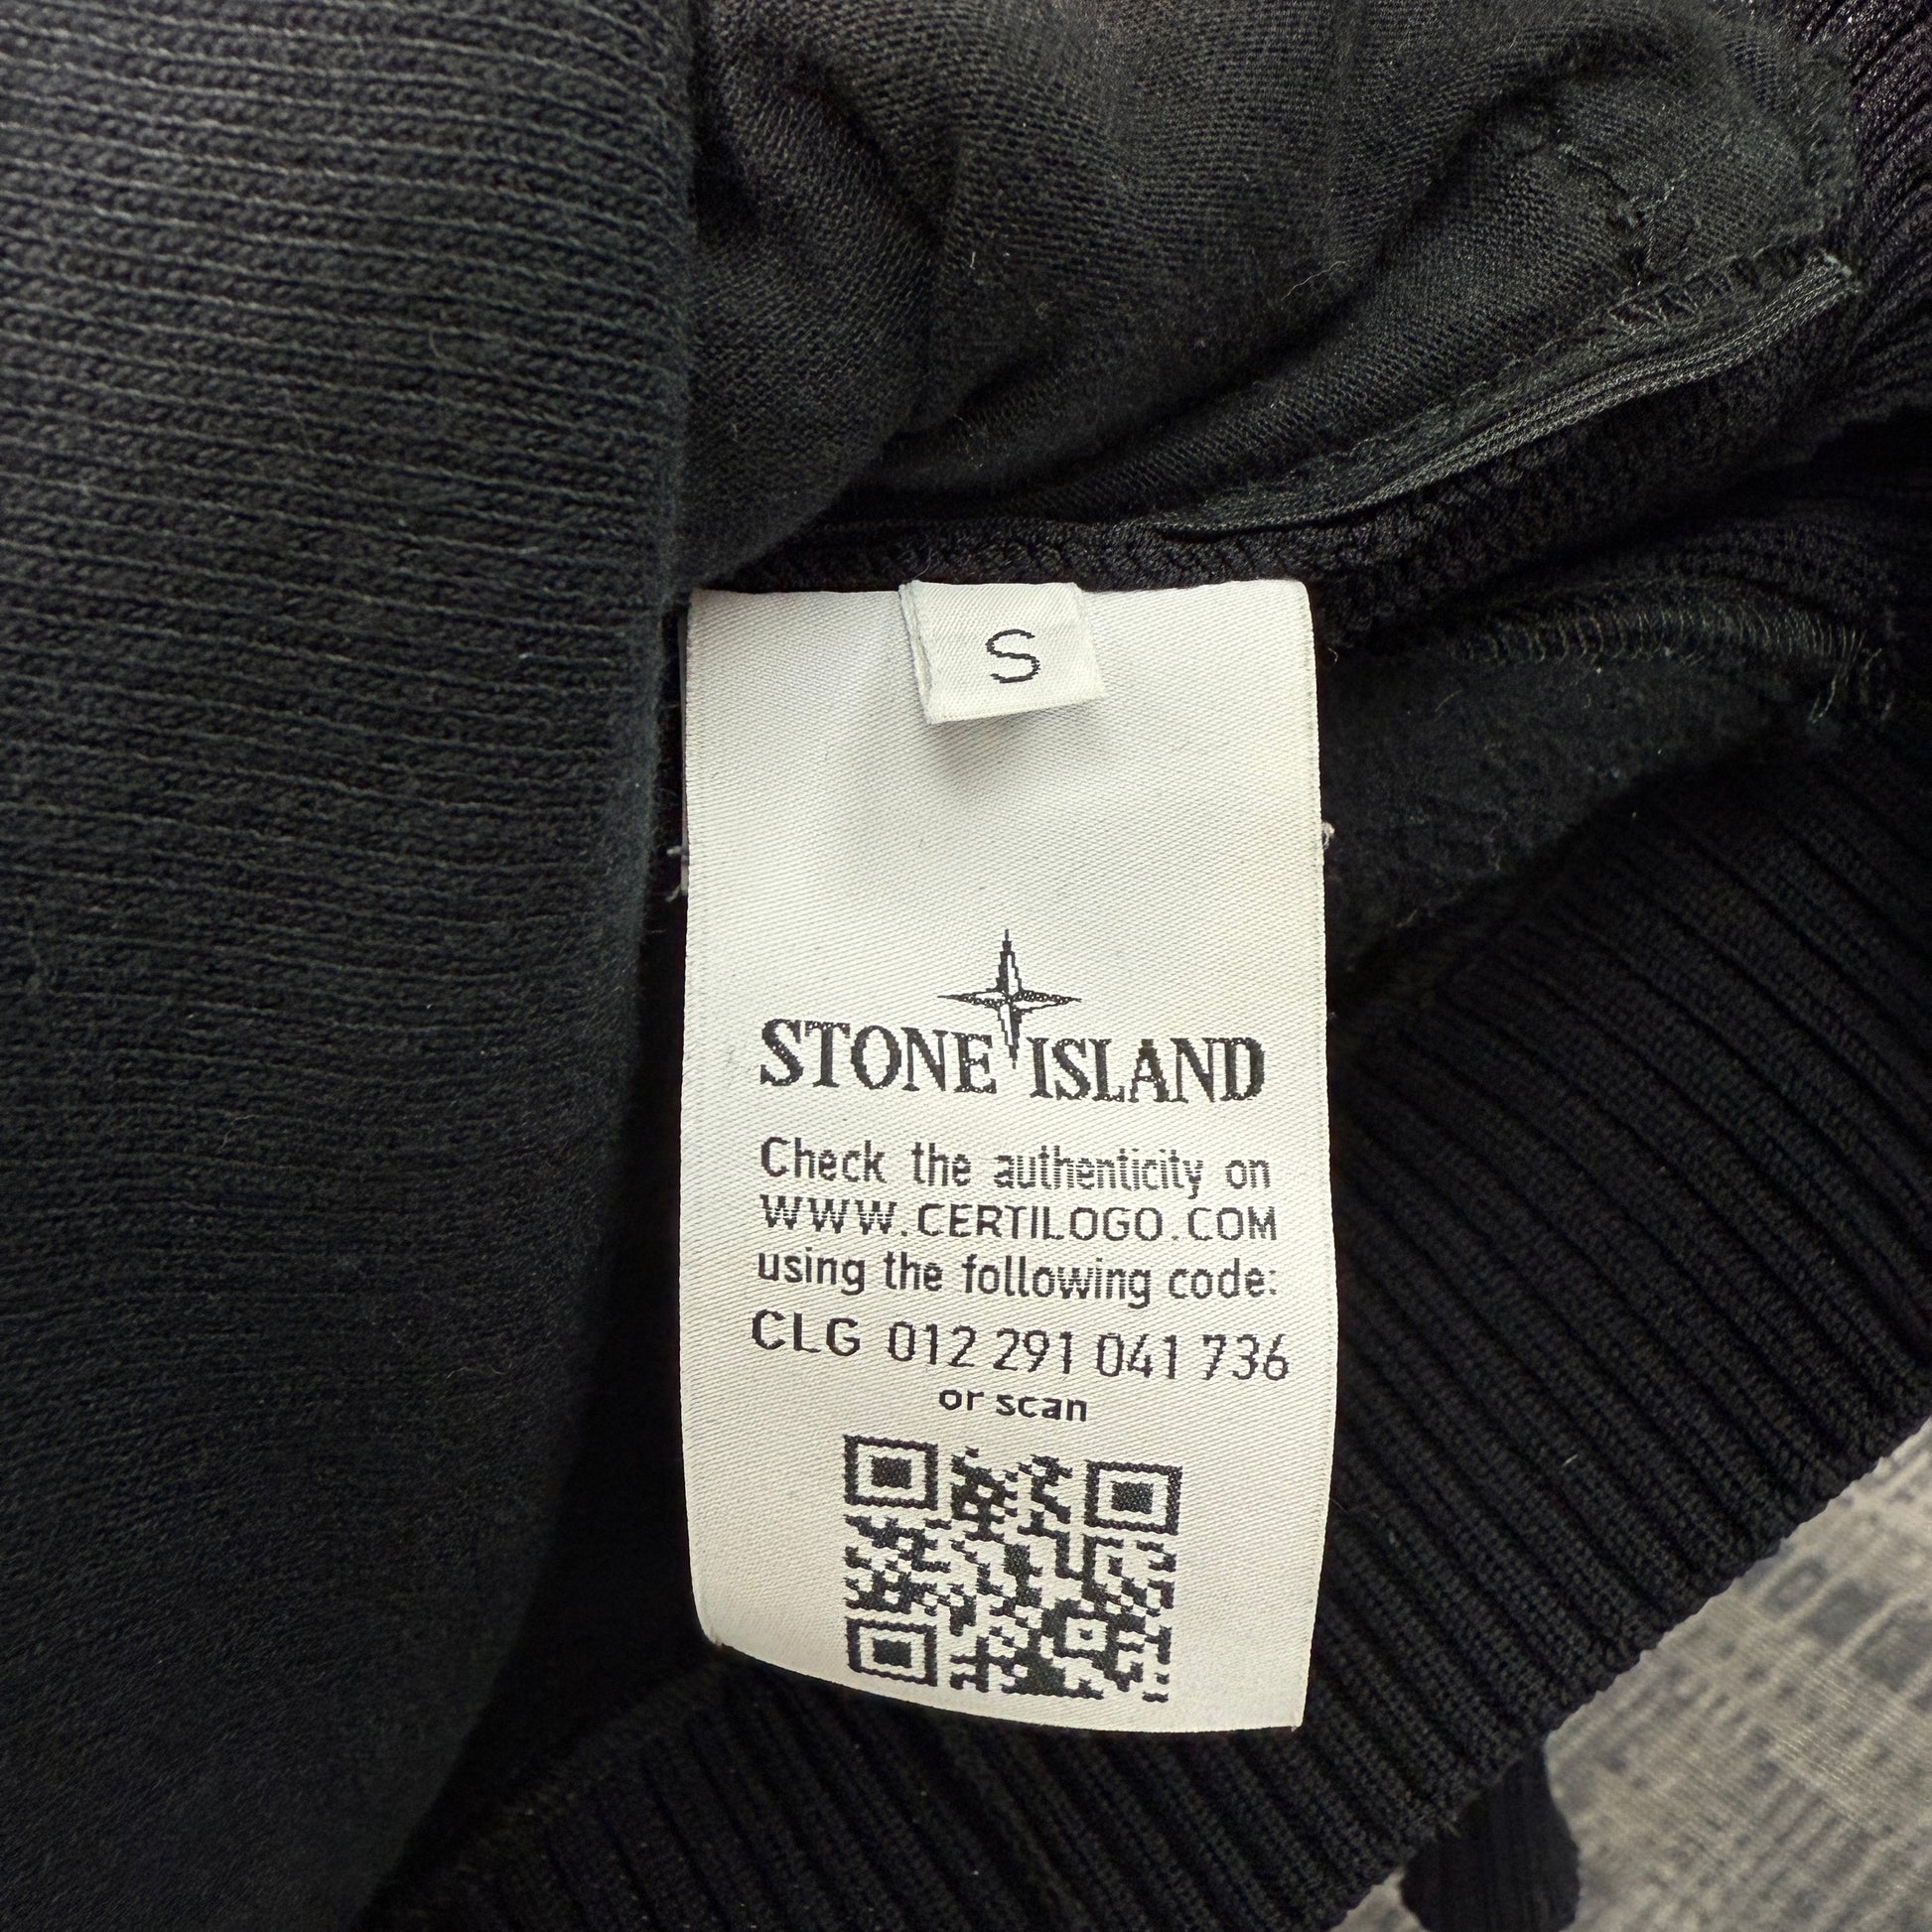 S
STONE ISLAND
Check the authenticity on
WWW.CERTILOGO.COM
using the following code:
CLG 012 291 041 736
or scan